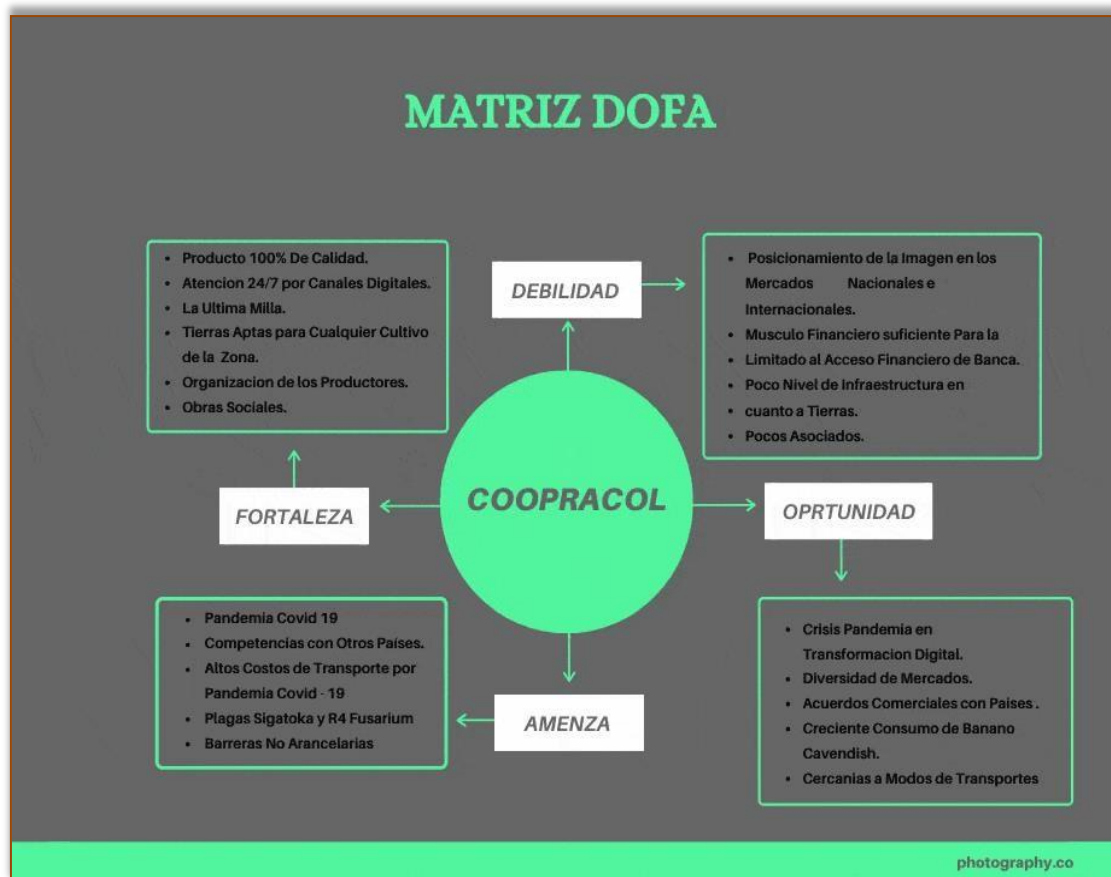 MATRIZ DOFA
• Producto 100% De Calidad.
• Atencion 24/7 por Canales Digitales.
• La Ultima Milla.
• Tierras Aptas para Cualquier Cultivo
de la Zona.
• Organizacion de los Productores.
• Obras Sociales.
DEBILIDAD
• Posicionamiento de la Imagen en los
Mercados Nacionales e
Internacionales.
• Musculo Financiero suficiente Para la
• Limitado al Acceso Financiero de Banca.
• Poco Nivel de Infraestructura en
• cuanto a Tierras.
• Pocos Asociados.
FORTALEZA
COOPRACOL
OPRTUNIDAD
• Pandemia Covid 19
• Competencias con Otros Países.
• Altos Costos de Transporte por
Pandemia Covid - 19
• Plagas Sigatoka y R4 Fusarium
• Barreras No Arancelarias
AMENZA
• Crisis Pandemia en
Transformacion Digital.
• Diversidad de Mercados.
• Acuerdos Comerciales con Paises .
• Creciente Consumo de Banano
Cavendish.
• Cercanias a Modos de Transportes
photography.co